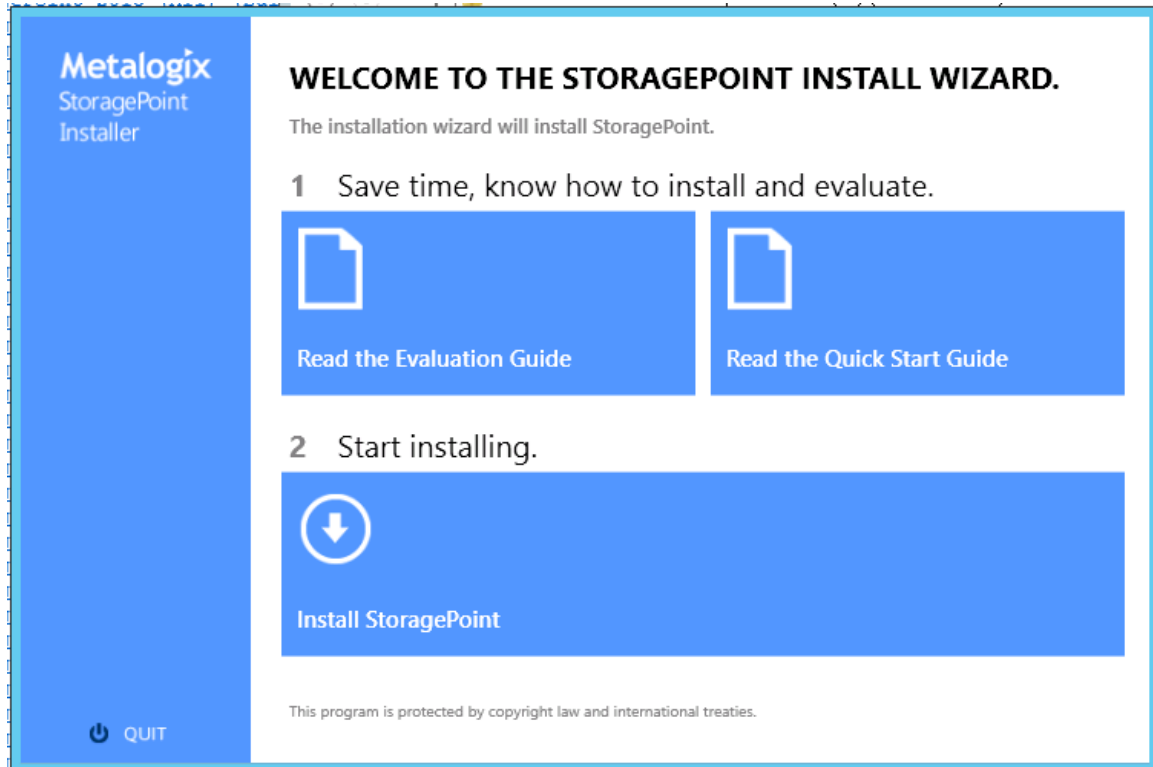 Metalogix
StoragePoint
Installer
WELCOME TO THE STORAGEPOINT INSTALL WIZARD.
The installation wizard will install StoragePoint.
1 Save time, know how to install and evaluate.
Read the Evaluation Guide
Read the Quick Start Guide
2 Start installing.
Install StoragePoint
This program is protected by copyright law and international treaties.
QUIT